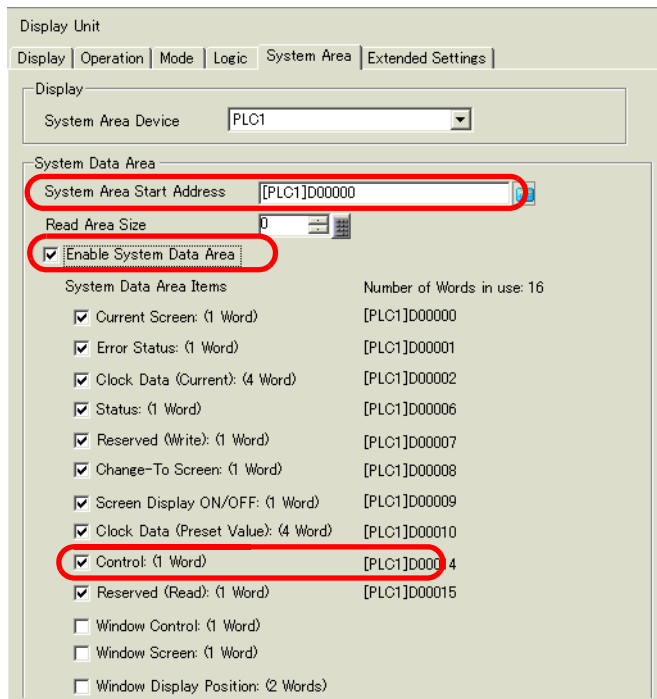 Display Unit
Display Operation Mode Logic System Area Extended Settings
Display
System Area Device PLC1
System Data Area
System Area Start Address [PLC1]D00000
Read Area Size 0
Enable System Data Area
System Data Area Items Number of Words in use: 16
Current Screen: (1 Word) [PLC1]D00000
Error Status: (1 Word) [PLC1]D00001
Clock Data (Current): (4 Word) [PLC1]D00002
Status: (1 Word) [PLC1]D00006
Reserved (Write): (1 Word) [PLC1]D00007
Change-To Screen: (1 Word) [PLC1]D00008
Screen Display ON/OFF: (1 Word) [PLC1]D00009
Clock Data (Preset Value): (4 Word) [PLC1]D00010
Control: (1 Word) [PLC1]D00014
Reserved (Read): (1 Word) [PLC1]D00015
Window Control: (1 Word)
Window Screen: (1 Word)
Window Display Position: (2 Words)